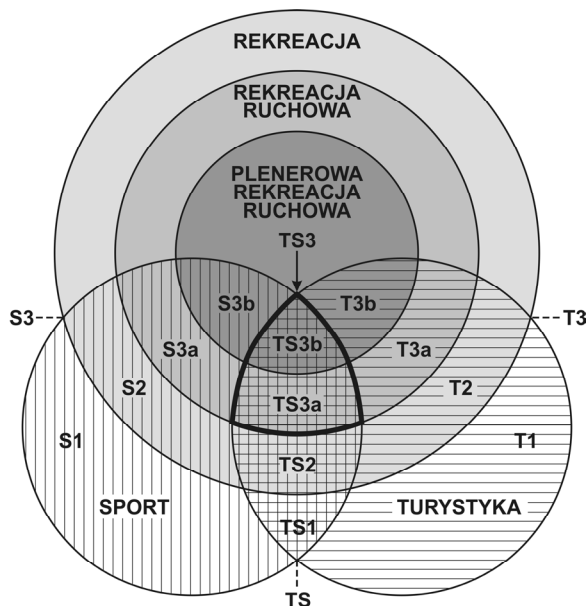 REKREACJA
REKREACJA
RUCHOWA
PLENEROWA
REKREACJA
RUCHOWA
TS3
S3b
T3b
S3
T3
TS3b
S3a
T3a
S2
T2
TS3a
S1
T1
TS2
SPORT
TURYSTYKA
TS1
TS